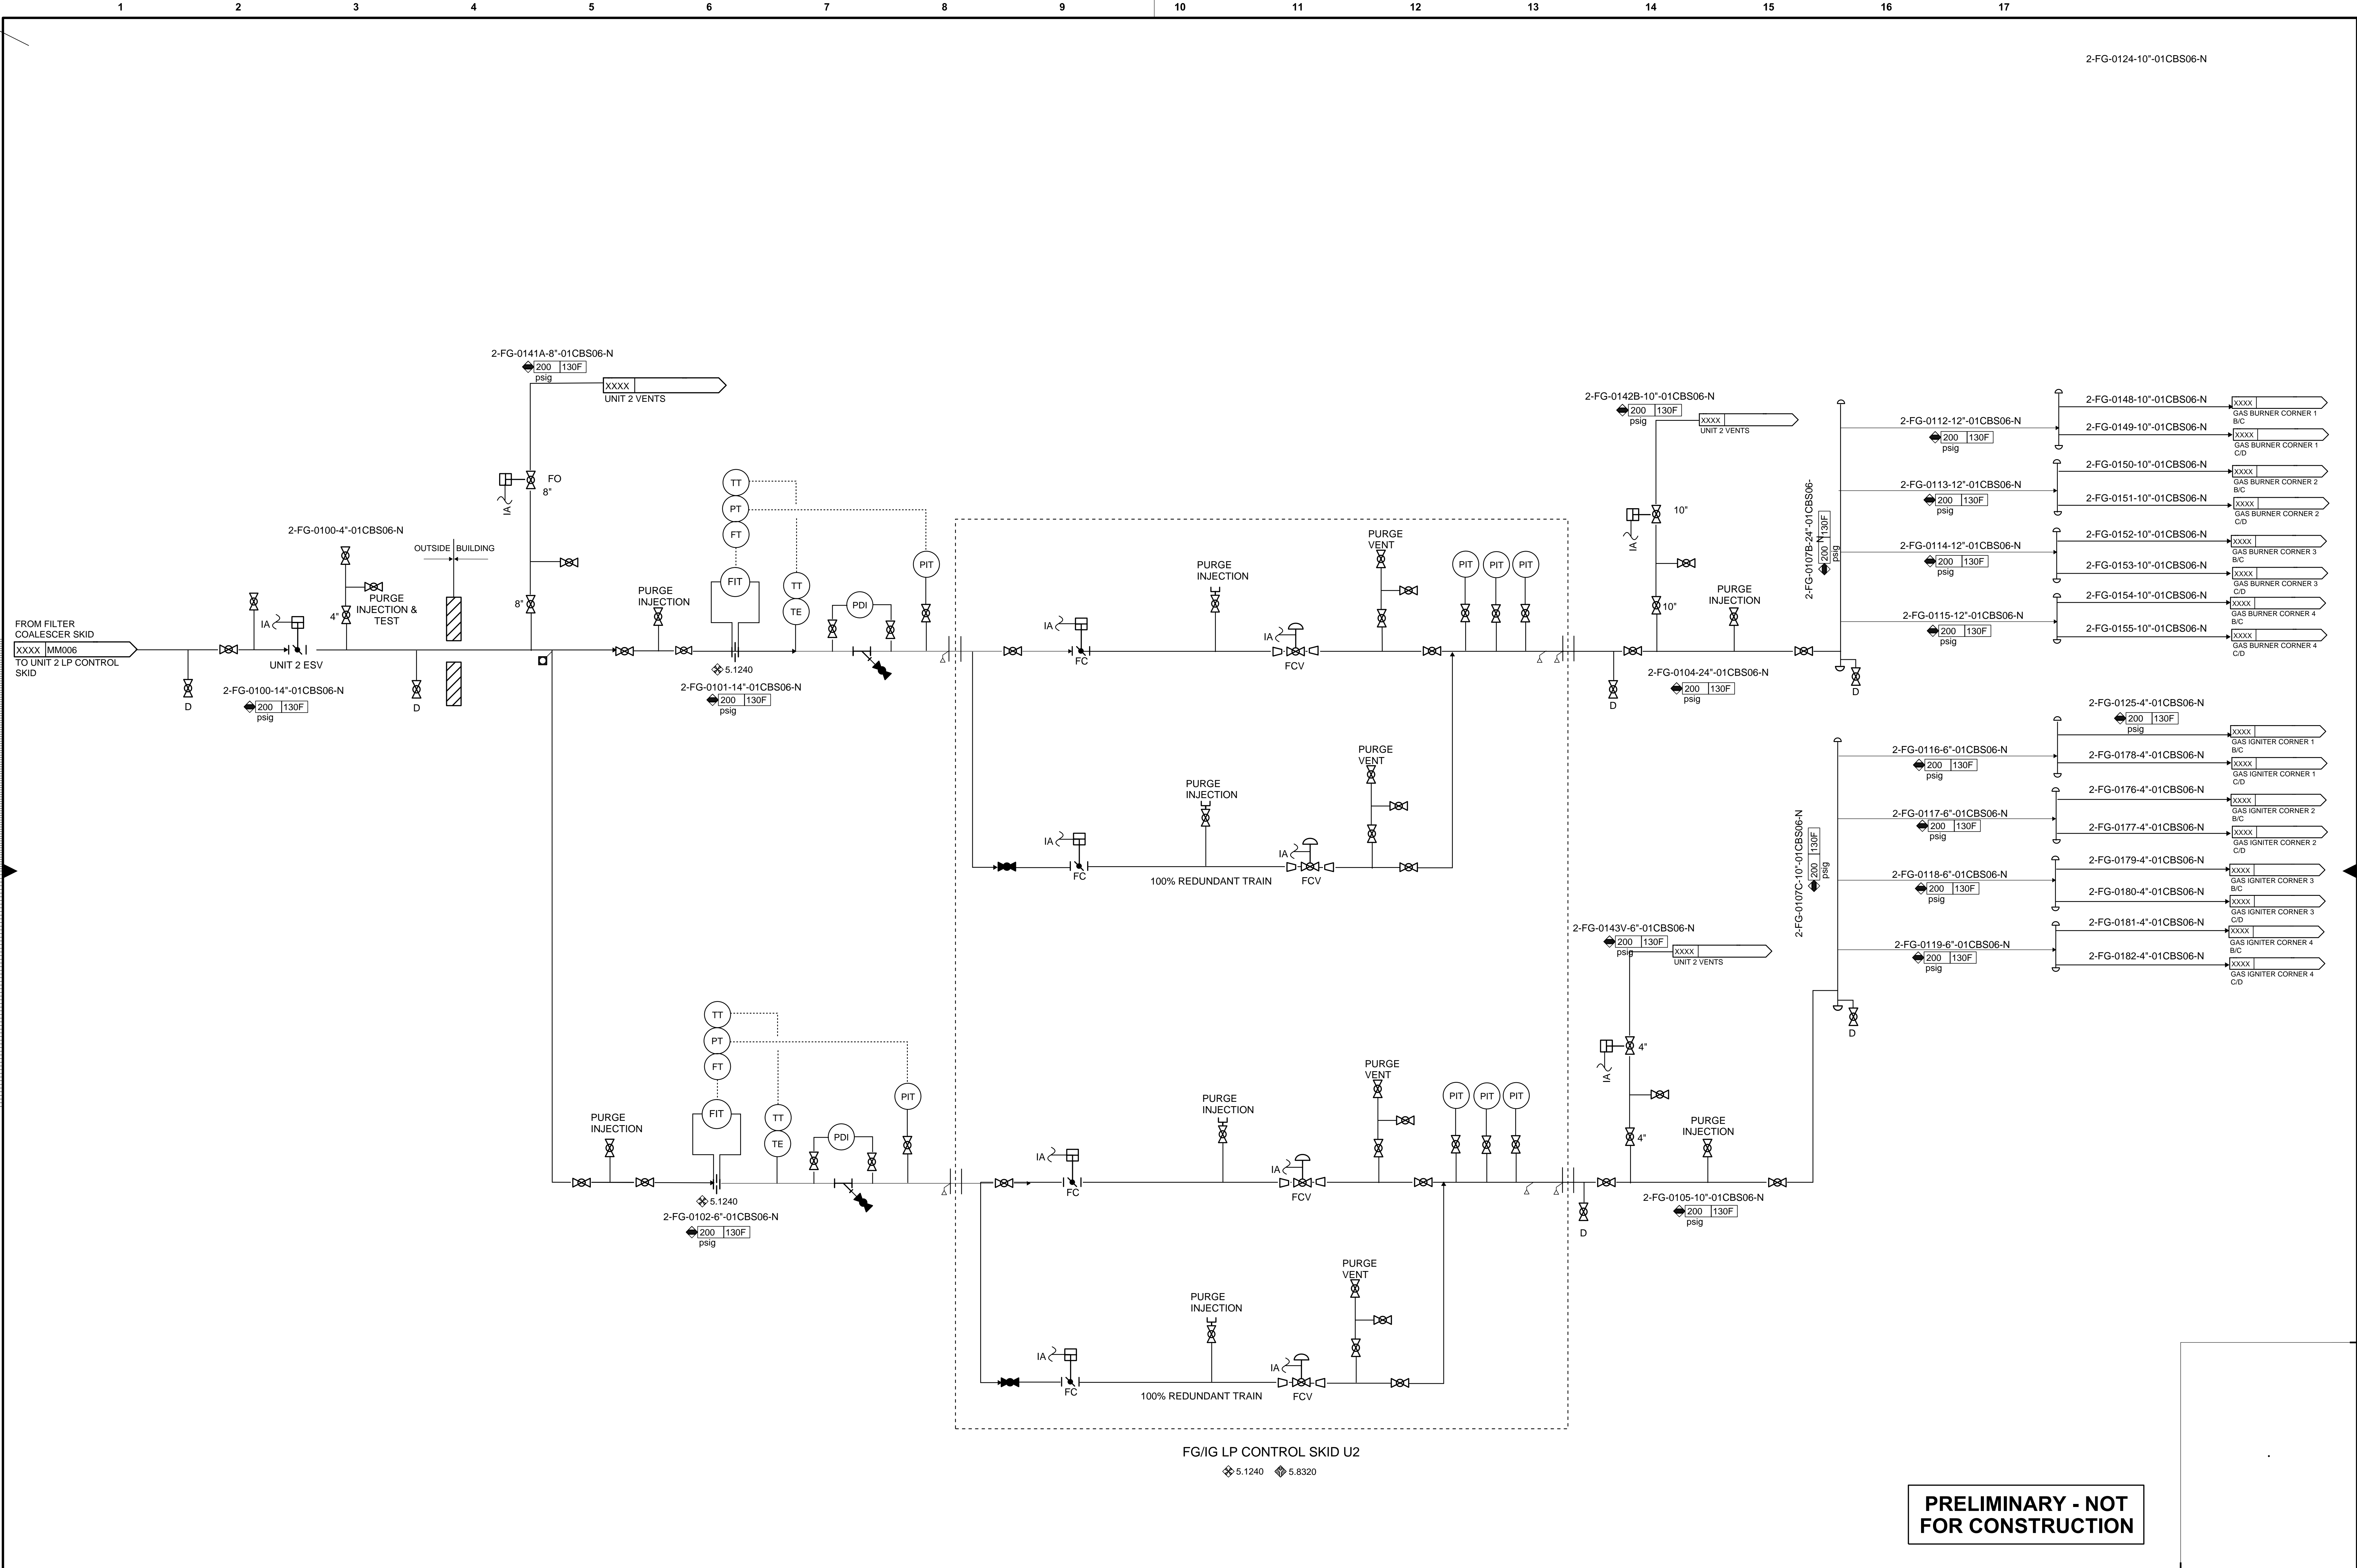 1 2 3 4 5 6 7 8 9 10 11 12 13 14 15 16 17
2-FG-0124-10"-01CBS06-N
2-FG-0141A-8"-01CBS06-N
200 130F
psig
XXXX
UNIT 2 VENTS
FO
8"
IA
8"
2-FG-0100-4"-01CBS06-N
OUTSIDE BUILDING
4"
PURGE
INJECTION &
TEST
FROM FILTER
COALESCER SKID
XXXX MM006
TO UNIT 2 LP CONTROL
SKID
D
IA
UNIT 2 ESV
2-FG-0100-14"-01CBS06-N
200 130F
psig
D
PURGE
INJECTION
TT
PT
FT
FIT
TT
TE
PDI
PIT
5.1240
2-FG-0101-14"-01CBS06-N
200 130F
psig
IA
FC
PURGE
INJECTION
IA
FCV
PURGE
VENT
PIT PIT PIT
PURGE
VENT
PURGE
INJECTION
IA
FC
IA
FCV
100% REDUNDANT TRAIN
2-FG-0142B-10"-01CBS06-N
200 130F
psig
XXXX
UNIT 2 VENTS
10"
IA
10"
PURGE
INJECTION
D
2-FG-0104-24"-01CBS06-N
200 130F
psig
2-FG-0107B-24"-01CBS06-
N
200 130F
psig
D
2-FG-0112-12"-01CBS06-N
200 130F
psig
2-FG-0113-12"-01CBS06-N
200 130F
psig
2-FG-0114-12"-01CBS06-N
200 130F
psig
2-FG-0115-12"-01CBS06-N
200 130F
psig
2-FG-0148-10"-01CBS06-N
XXXX
GAS BURNER CORNER 1
B/C
2-FG-0149-10"-01CBS06-N
XXXX
GAS BURNER CORNER 1
C/D
2-FG-0150-10"-01CBS06-N
XXXX
GAS BURNER CORNER 2
B/C
2-FG-0151-10"-01CBS06-N
XXXX
GAS BURNER CORNER 2
C/D
2-FG-0152-10"-01CBS06-N
XXXX
GAS BURNER CORNER 3
B/C
2-FG-0153-10"-01CBS06-N
XXXX
GAS BURNER CORNER 3
C/D
2-FG-0154-10"-01CBS06-N
XXXX
GAS BURNER CORNER 4
B/C
2-FG-0155-10"-01CBS06-N
XXXX
GAS BURNER CORNER 4
C/D
2-FG-0125-4"-01CBS06-N
200 130F
psig
XXXX
GAS IGNITER CORNER 1
B/C
2-FG-0178-4"-01CBS06-N
XXXX
GAS IGNITER CORNER 1
C/D
2-FG-0176-4"-01CBS06-N
XXXX
GAS IGNITER CORNER 2
B/C
2-FG-0177-4"-01CBS06-N
XXXX
GAS IGNITER CORNER 2
C/D
2-FG-0179-4"-01CBS06-N
XXXX
GAS IGNITER CORNER 3
B/C
2-FG-0180-4"-01CBS06-N
XXXX
GAS IGNITER CORNER 3
C/D
2-FG-0181-4"-01CBS06-N
XXXX
GAS IGNITER CORNER 4
B/C
2-FG-0182-4"-01CBS06-N
XXXX
GAS IGNITER CORNER 4
C/D
2-FG-0116-6"-01CBS06-N
200 130F
psig
2-FG-0117-6"-01CBS06-N
200 130F
psig
2-FG-0118-6"-01CBS06-N
200 130F
psig
2-FG-0119-6"-01CBS06-N
200 130F
psig
2-FG-0107C-10"-01CBS06-N
200 130F
psig
D
2-FG-0143V-6"-01CBS06-N
200 130F
psig
XXXX
UNIT 2 VENTS
4"
IA
4"
PURGE
INJECTION
D
2-FG-0105-10"-01CBS06-N
200 130F
psig
PURGE
INJECTION
TT
PT
FT
FIT
TT
TE
PDI
PIT
5.1240
2-FG-0102-6"-01CBS06-N
200 130F
psig
IA
FC
PURGE
INJECTION
IA
FCV
PURGE
VENT
PIT PIT PIT
PURGE
VENT
PURGE
INJECTION
IA
FC
IA
FCV
100% REDUNDANT TRAIN
FG/IG LP CONTROL SKID U2
5.1240 5.8320
PRELIMINARY - NOT
FOR CONSTRUCTION